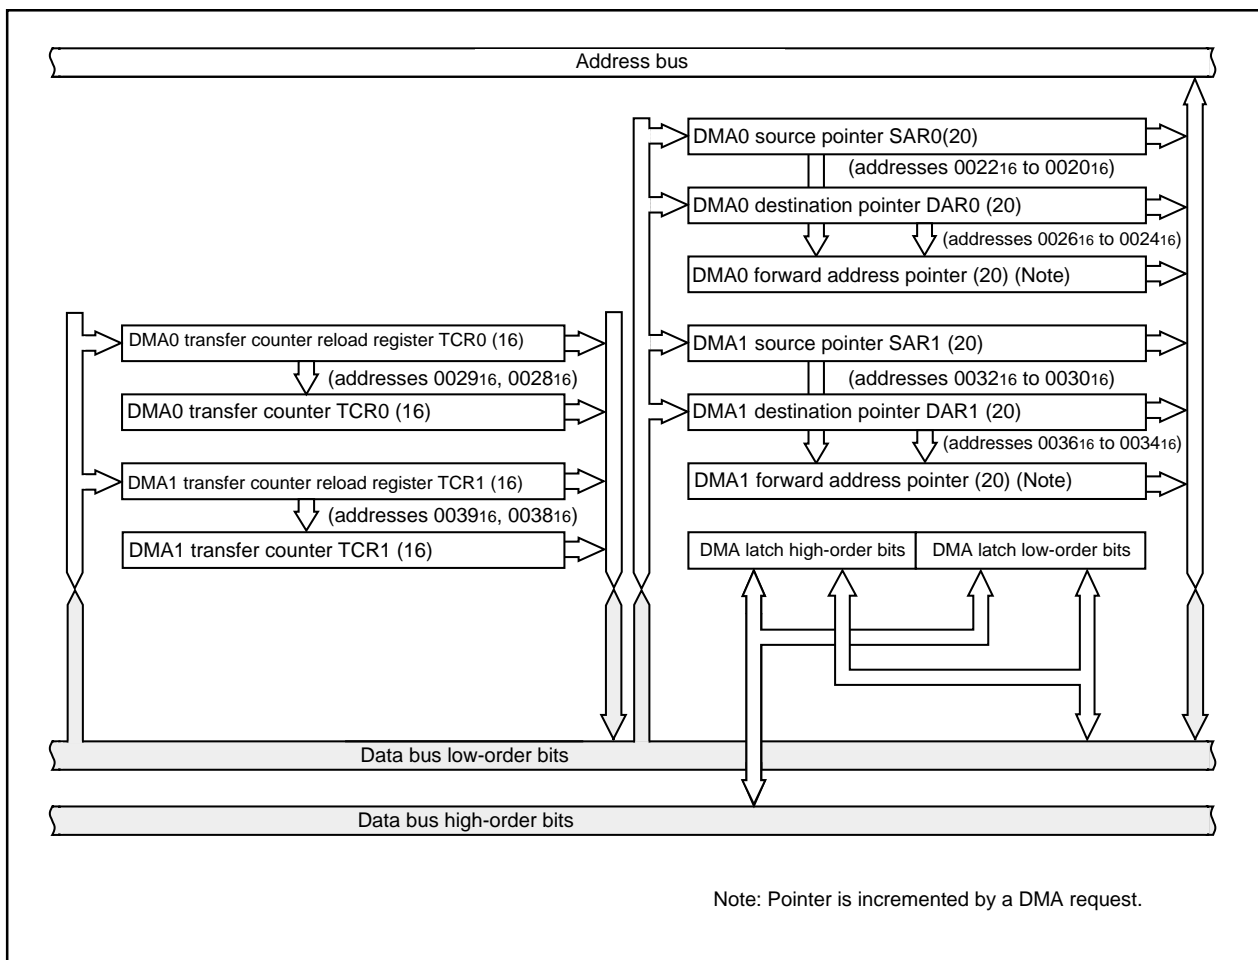 Address bus
DMA0 source pointer SAR0(20)
(addresses 002216 to 002016)
DMA0 destination pointer DAR0 (20)
(addresses 002616 to 002416)
DMA0 forward address pointer (20) (Note)
DMA0 transfer counter reload register TCR0 (16)
(addresses 002916, 002816)
DMA0 transfer counter TCR0 (16)
DMA1 transfer counter reload register TCR1 (16)
(addresses 003916, 003816)
DMA1 transfer counter TCR1 (16)
DMA1 source pointer SAR1 (20)
(addresses 003216 to 003016)
DMA1 destination pointer DAR1 (20)
(addresses 003616 to 003416)
DMA1 forward address pointer (20) (Note)
DMA latch high-order bits
DMA latch low-order bits
Data bus low-order bits
Data bus high-order bits
Note: Pointer is incremented by a DMA request.